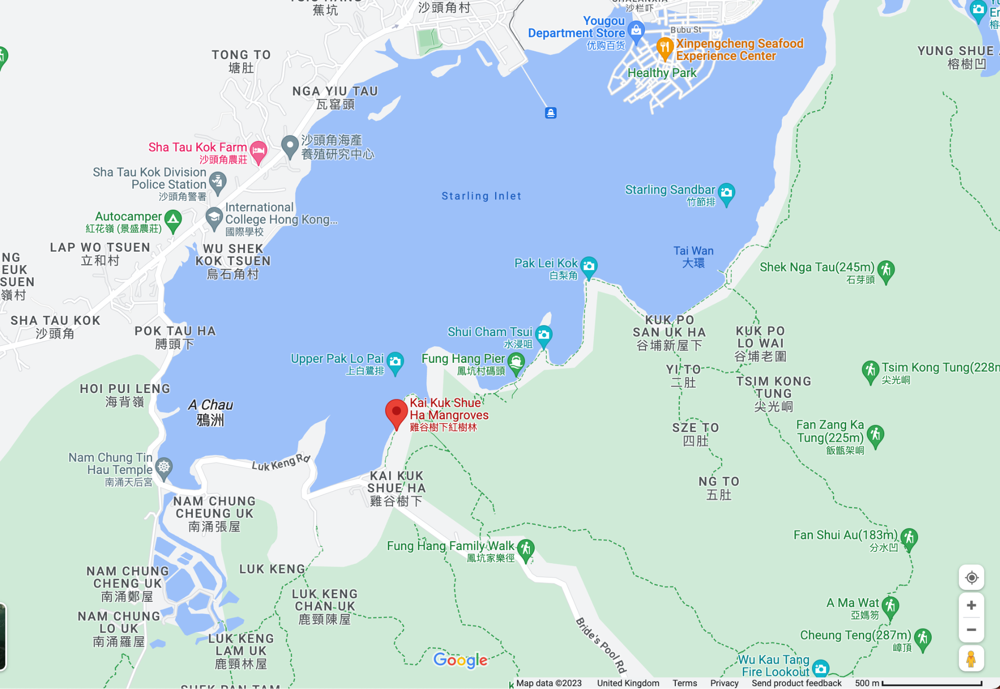 蕉坑
沙頭角村
沙栏吓
Yougou
Department Store
优购百货
Bubu St
Xinpengcheng Seafood
Experience Center
Healthy Park
YUNG SHUE
榕樹凹
TONG TO
塘肚
NGA YIU TAU
瓦窰頭
Sha Tau Kok Farm
沙頭角農莊
沙頭角海產
養殖研究中心
Sha Tau Kok Division
Police Station
沙頭角警署
International
College Hong Kong...
國際學校
Autocamper
紅花嶺 (景盛農莊)
LAP WO TSUEN
立和村
WU SHEK
KOK TSUEN
烏石角村
NG
EUK
SUEN
嶺村
Starling Inlet
Starling Sandbar
竹節排
Tai Wan
大環
Pak Lei Kok
白梨角
Shek Nga Tau(245m)
石芽頭
SHA TAU KOK
沙頭角
POK TAU HA
膊頭下
Shui Cham Tsui
水浸咀
KUK PO
SAN UK HA
谷埔新屋下
KUK PO
LO WAI
谷埔老圍
Upper Pak Lo Pai
上白鷺排
Fung Hang Pier
鳳坑村碼頭
YI TO
二肚
Tsim Kong Tung(228m
尖光峒
TSIM KONG
TUNG
尖光峒
HOI PUI LENG
海背嶺
A Chau
鴉洲
Kai Kuk Shue
Ha Mangroves
雞谷樹下紅樹林
SZE TO
四肚
Fan Zang Ka
Tung(225m)
飯甑架峒
Nam Chung Tin
Hau Temple
南涌天后宮
Luk Keng Rd
KAI KUK
SHUE HA
雞谷樹下
NG TO
五肚
NAM CHUNG
CHEUNG UK
南涌張屋
Fung Hang Family Walk
鳳坑家樂徑
Fan Shui Au(183m)
分水凹
NAM CHUNG
CHENG UK
南涌鄭屋
LUK KENG
LUK KENG
CHAN UK
鹿頸陳屋
A Ma Wat
亞媽笏
NAM CHUNG
LO UK
南涌羅屋
LUK KENG
LAM UK
鹿頸林屋
Bride's Pool Rd
Cheung Teng(287m)
嶂頂
Wu Kau Tang
Fire Lookout
Google
Map data ©2023 United Kingdom Terms Privacy Send product feedback 500 m